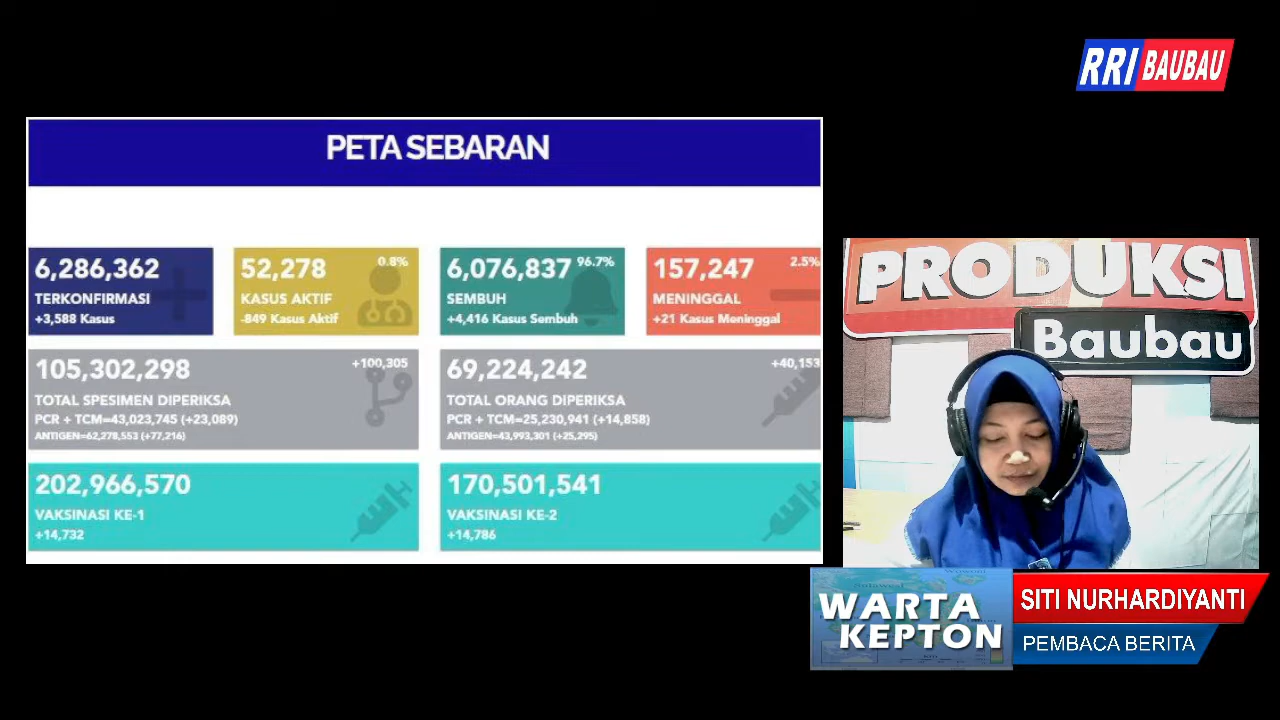 RRI BAUBAU
PETA SEBARAN
6,286,362
TERKONFIRMASI
+3,588 Kasus
52,278
0.8%
KASUS AKTIF
-849 Kasus Aktif
6,076,837
96.7%
SEMBUH
+4,416 Kasus Sembuh
157,247
2.5%
MENINGGAL
+21 Kasus Meninggal
105,302,298
+100,305
TOTAL SPESIMEN DIPERIKSA
PCR + TCM=43,023,745 (+23,089)
ANTIGEN=62,278,553 (+77,216)
69,224,242
+40,153
TOTAL ORANG DIPERIKSA
PCR + TCM=25,230,941 (+14,858)
ANTIGEN=43,993,301 (+25,295)
202,966,570
VAKSINASI KE-1
+14,732
170,501,541
VAKSINASI KE-2
+14,786
PRODUKSI
Baubau
WARTA
KEPTON
SITI NURHARDIYANTI
PEMBACA BERITA